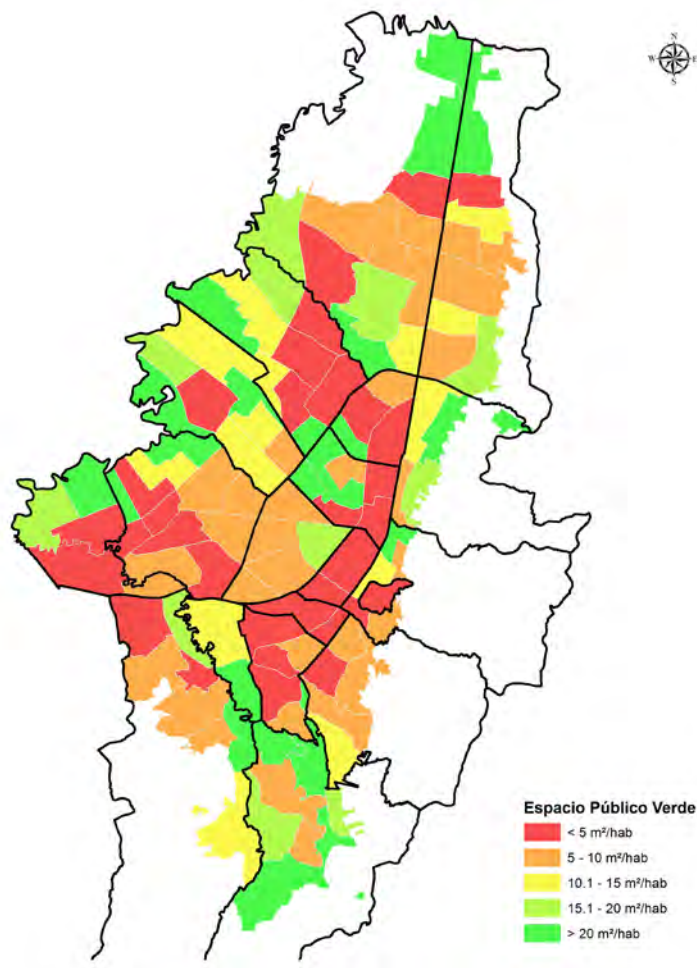 N
W E
S
Espacio Público Verde
< 5 m²/hab
5 - 10 m²/hab
10.1 - 15 m²/hab
15.1 - 20 m²/hab
> 20 m²/hab